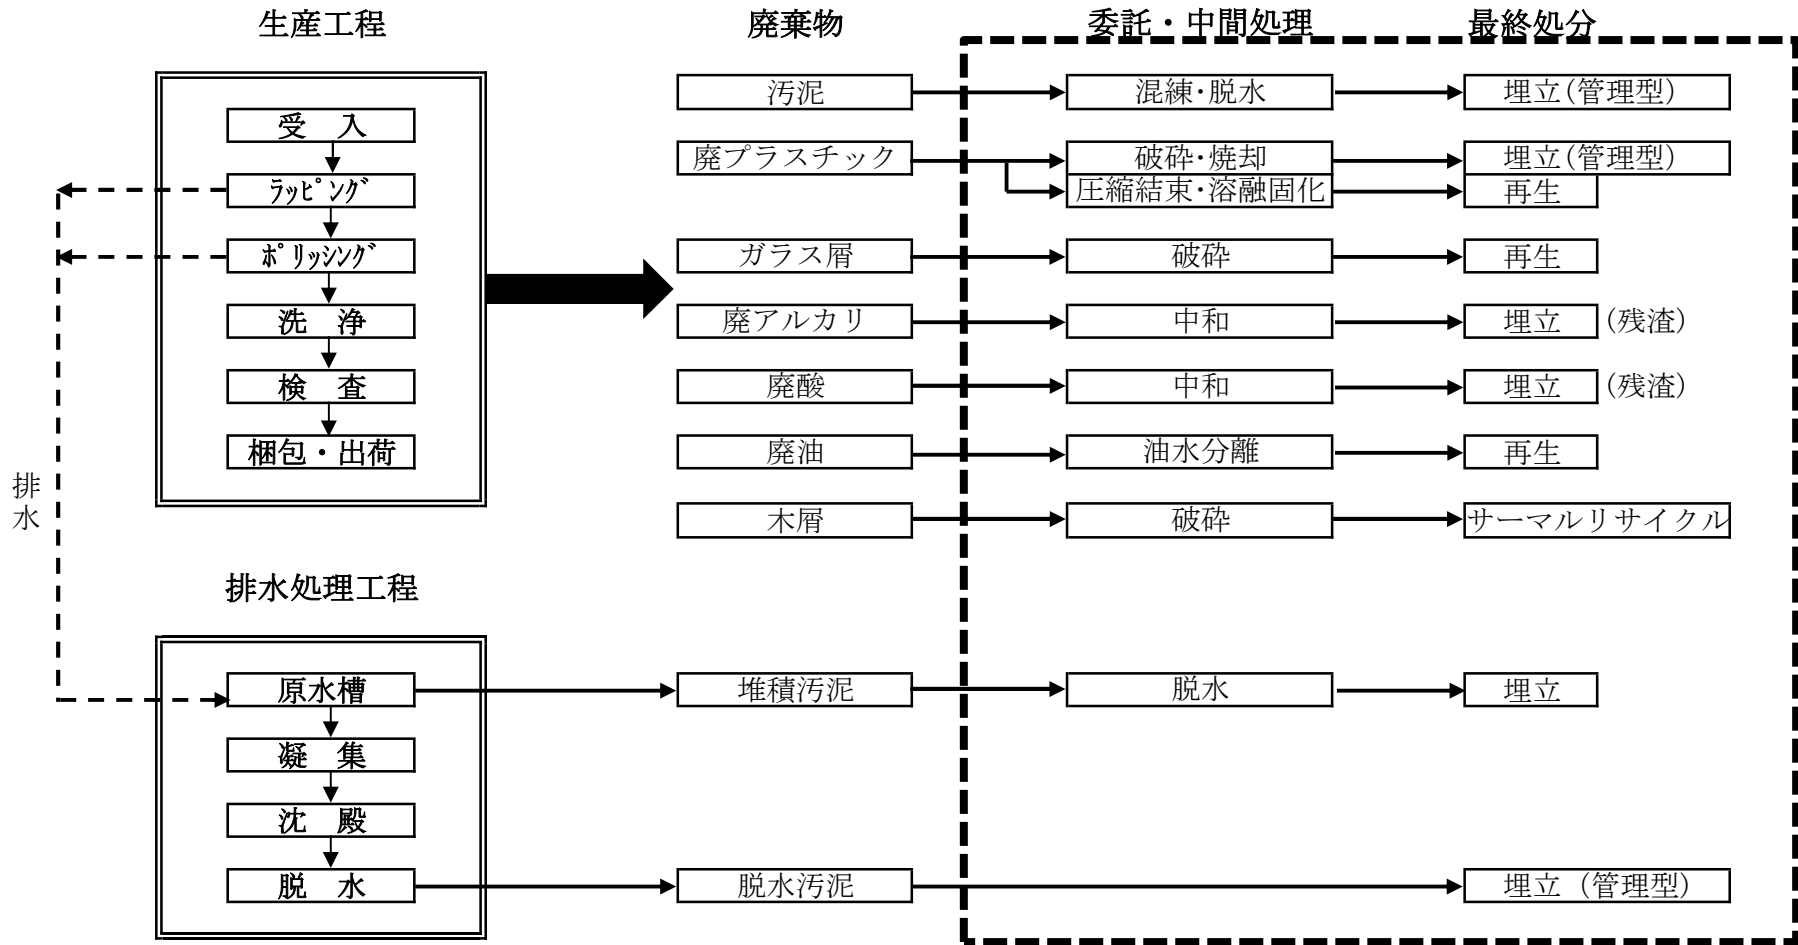 生産工程
廃棄物
委託・中間処理
最終処分
受　入
ﾗｯﾋﾟﾝｸﾞ
ﾎﾟﾘｯｼﾝｸﾞ
洗　浄
検　査
梱包・出荷
排水
汚泥
混練･脱水
埋立(管理型)
廃プラスチック
破砕･焼却
埋立(管理型)
圧縮結束･溶融固化
再生
ガラス屑
破砕
再生
廃アルカリ
中和
埋立
(残渣)
廃酸
中和
埋立
(残渣)
廃油
油水分離
再生
木屑
破砕
サーマルリサイクル
排水処理工程
原水槽
凝　集
沈　殿
脱　水
堆積汚泥
脱水
埋立
脱水汚泥
埋立 (管理型)